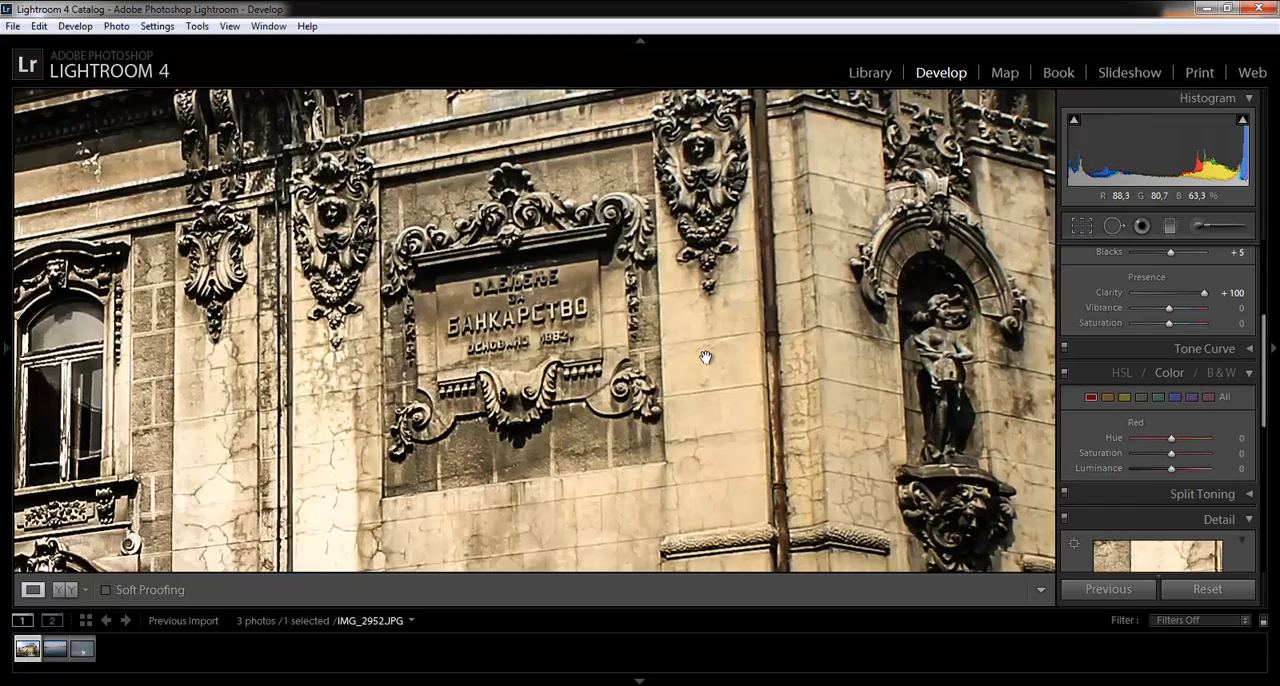 Lightroom 4 Catalog - Adobe Photoshop Lightroom - Develop
File Edit Develop Photo Settings Tools View Window Help
Lr ADOBE PHOTOSHOP
LIGHTROOM 4
Library Develop Map Book Slideshow Print Web
Histogram
R 88,3 G 80,7 B 63,3 %
Blacks +5
Presence
Clarity +100
Vibrance 0
Saturation 0
Tone Curve
HSL / Color / B&W
All
Red
Hue 0
Saturation 0
Luminance 0
Split Toning
Detail
ОДЕЉЕЊЕ
ЗА
БАНКАРСТВО
ОСНОВАНО 1882.
Y Y Soft Proofing
Previous Reset
1 2 Previous Import 3 photos / 1 selected / IMG_2952.JPG
Filter : Filters Off